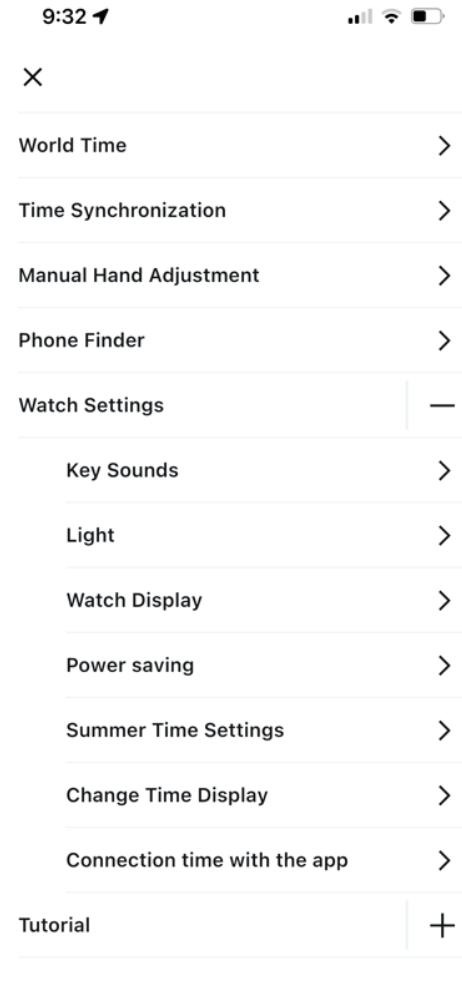 9:32
World Time
Time Synchronization
Manual Hand Adjustment
Phone Finder
Watch Settings
Key Sounds
Light
Watch Display
Power saving
Summer Time Settings
Change Time Display
Connection time with the app
Tutorial